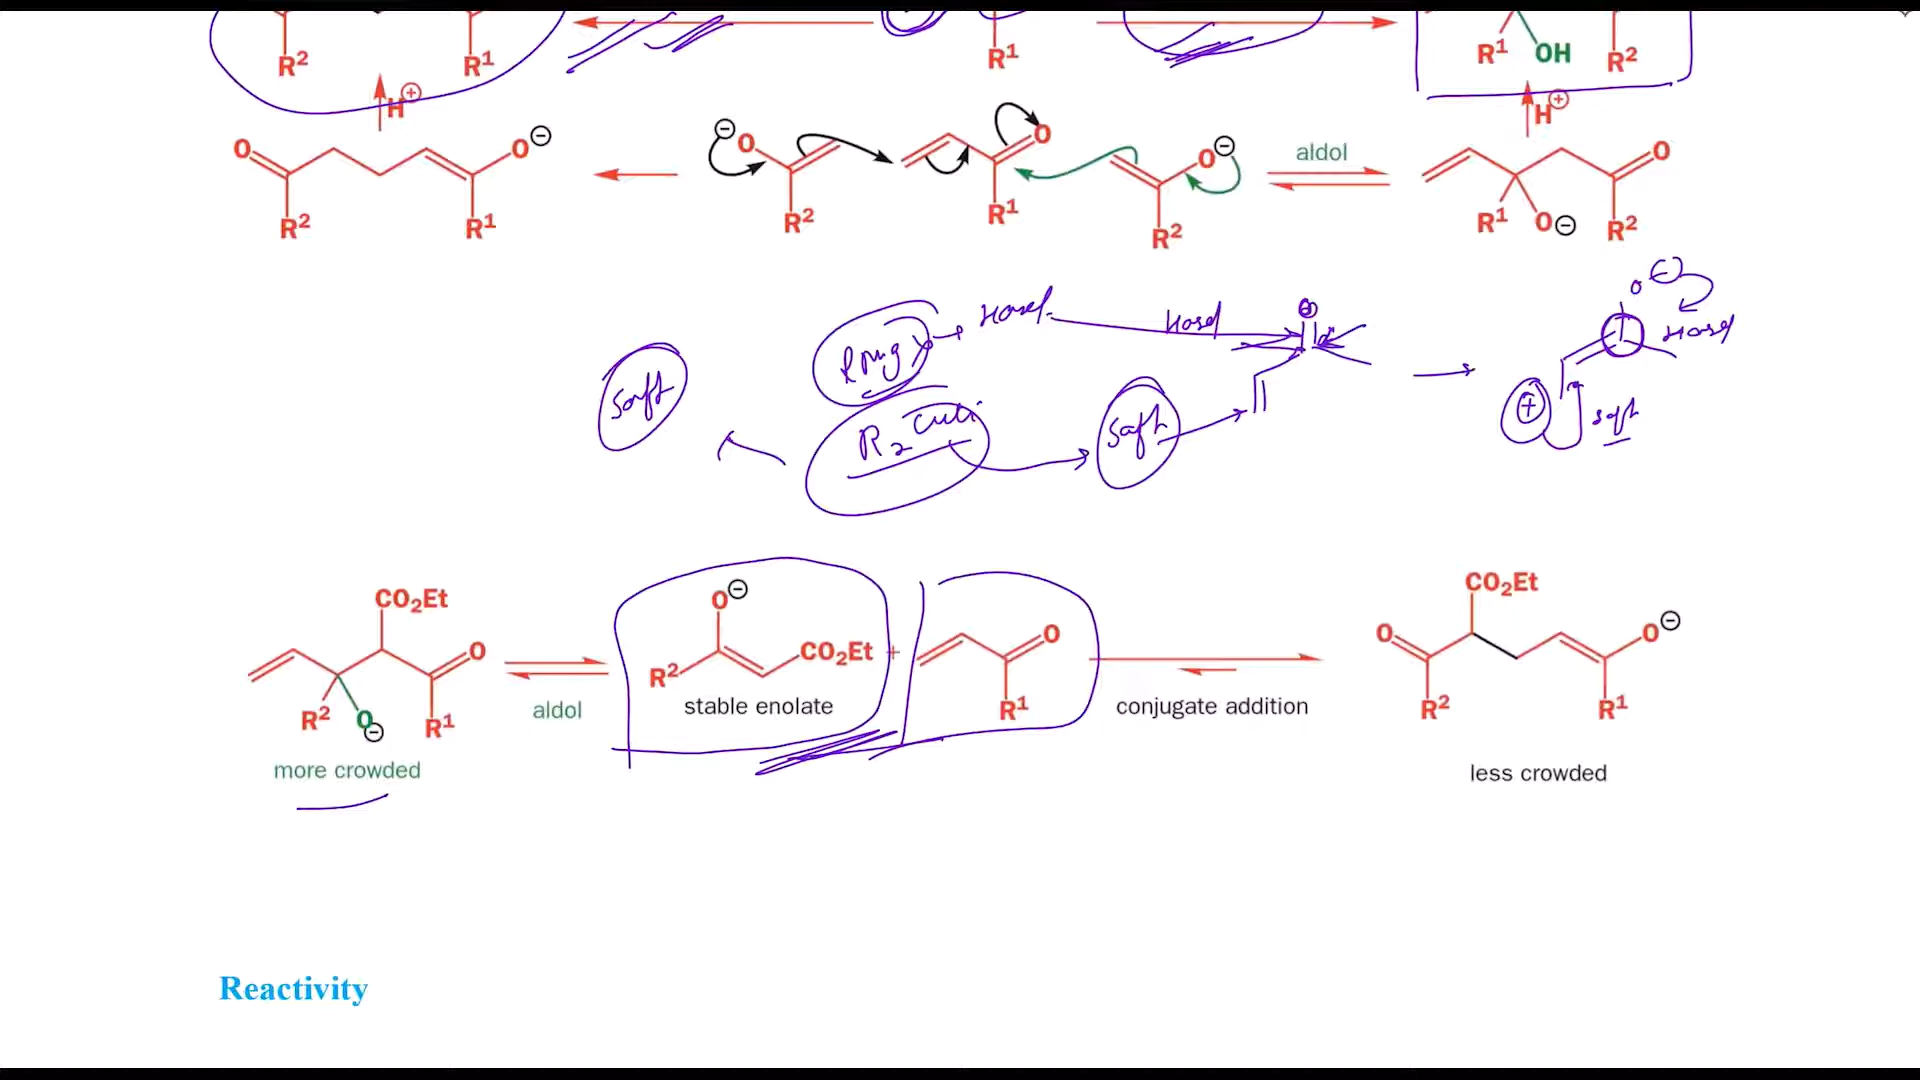 R² R¹ R¹ R¹ OH R²
H⊕ H⊕
O O⊖ ⊖O O O⊖ aldol O
R² R¹ R² R¹ R² R¹ O⊖ R²
Hard Hard ⊕ O⊖ Hard
RMgX
Soft R₂CuLi Soft ⊕ soft
CO₂Et O⊖ CO₂Et
O R² CO₂Et + O O O⊖
R² O⊖ R¹ aldol stable enolate R¹ conjugate addition R² R¹
more crowded less crowded
Reactivity